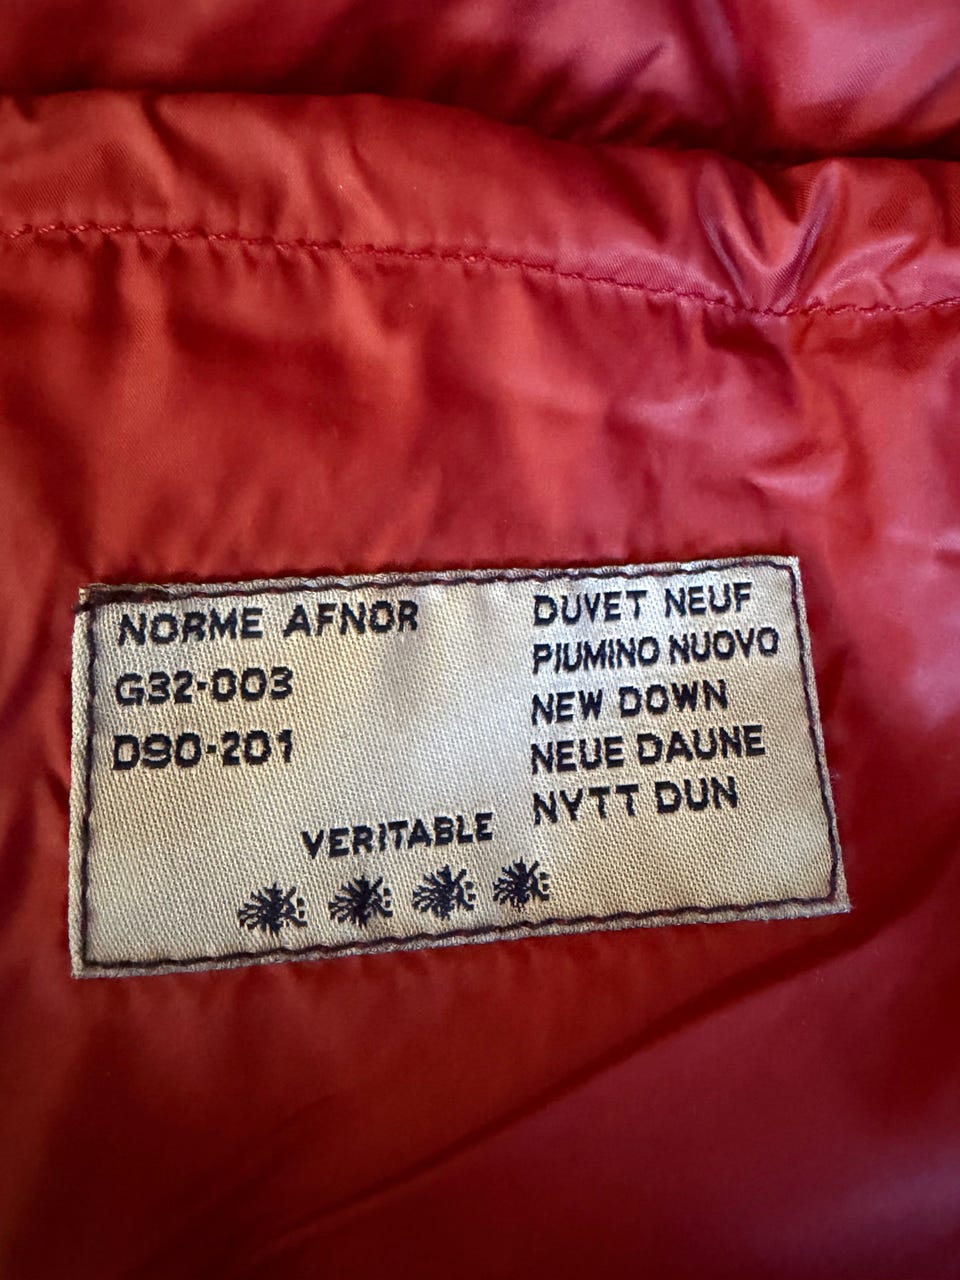 NORME AFNOR
G32-003
D90-201
VERITABLE
DUVET NEUF
PIUMINO NUOVO
NEW DOWN
NEUE DAUNE
NYTT DUN